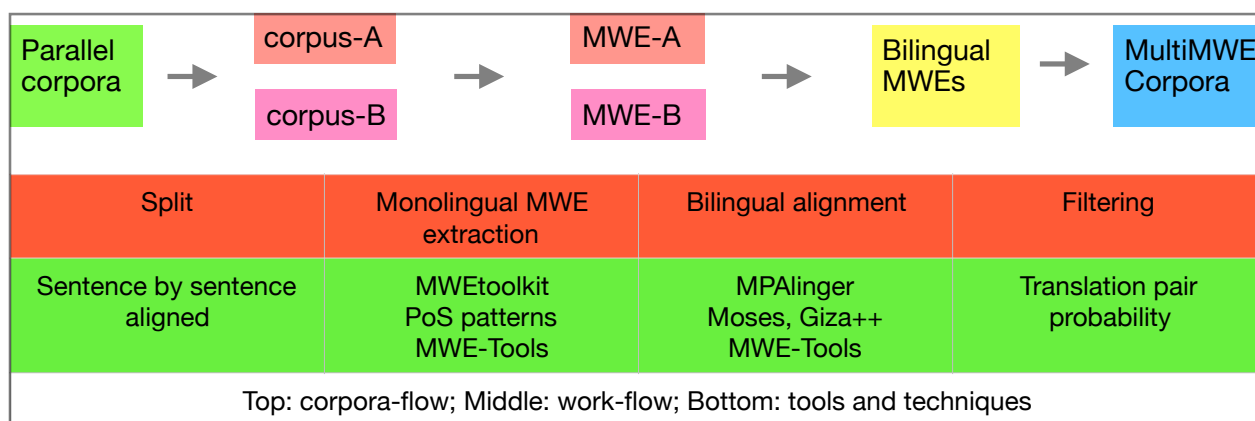 Parallel
corpora
corpus-A
corpus-B
MWE-A
MWE-B
Bilingual
MWEs
MultiMWE
Corpora
Split
Monolingual MWE
extraction
Bilingual alignment
Filtering
Sentence by sentence
aligned
MWEtoolkit
PoS patterns
MWE-Tools
MPAlinger
Moses, Giza++
MWE-Tools
Translation pair
probability
Top: corpora-flow; Middle: work-flow; Bottom: tools and techniques